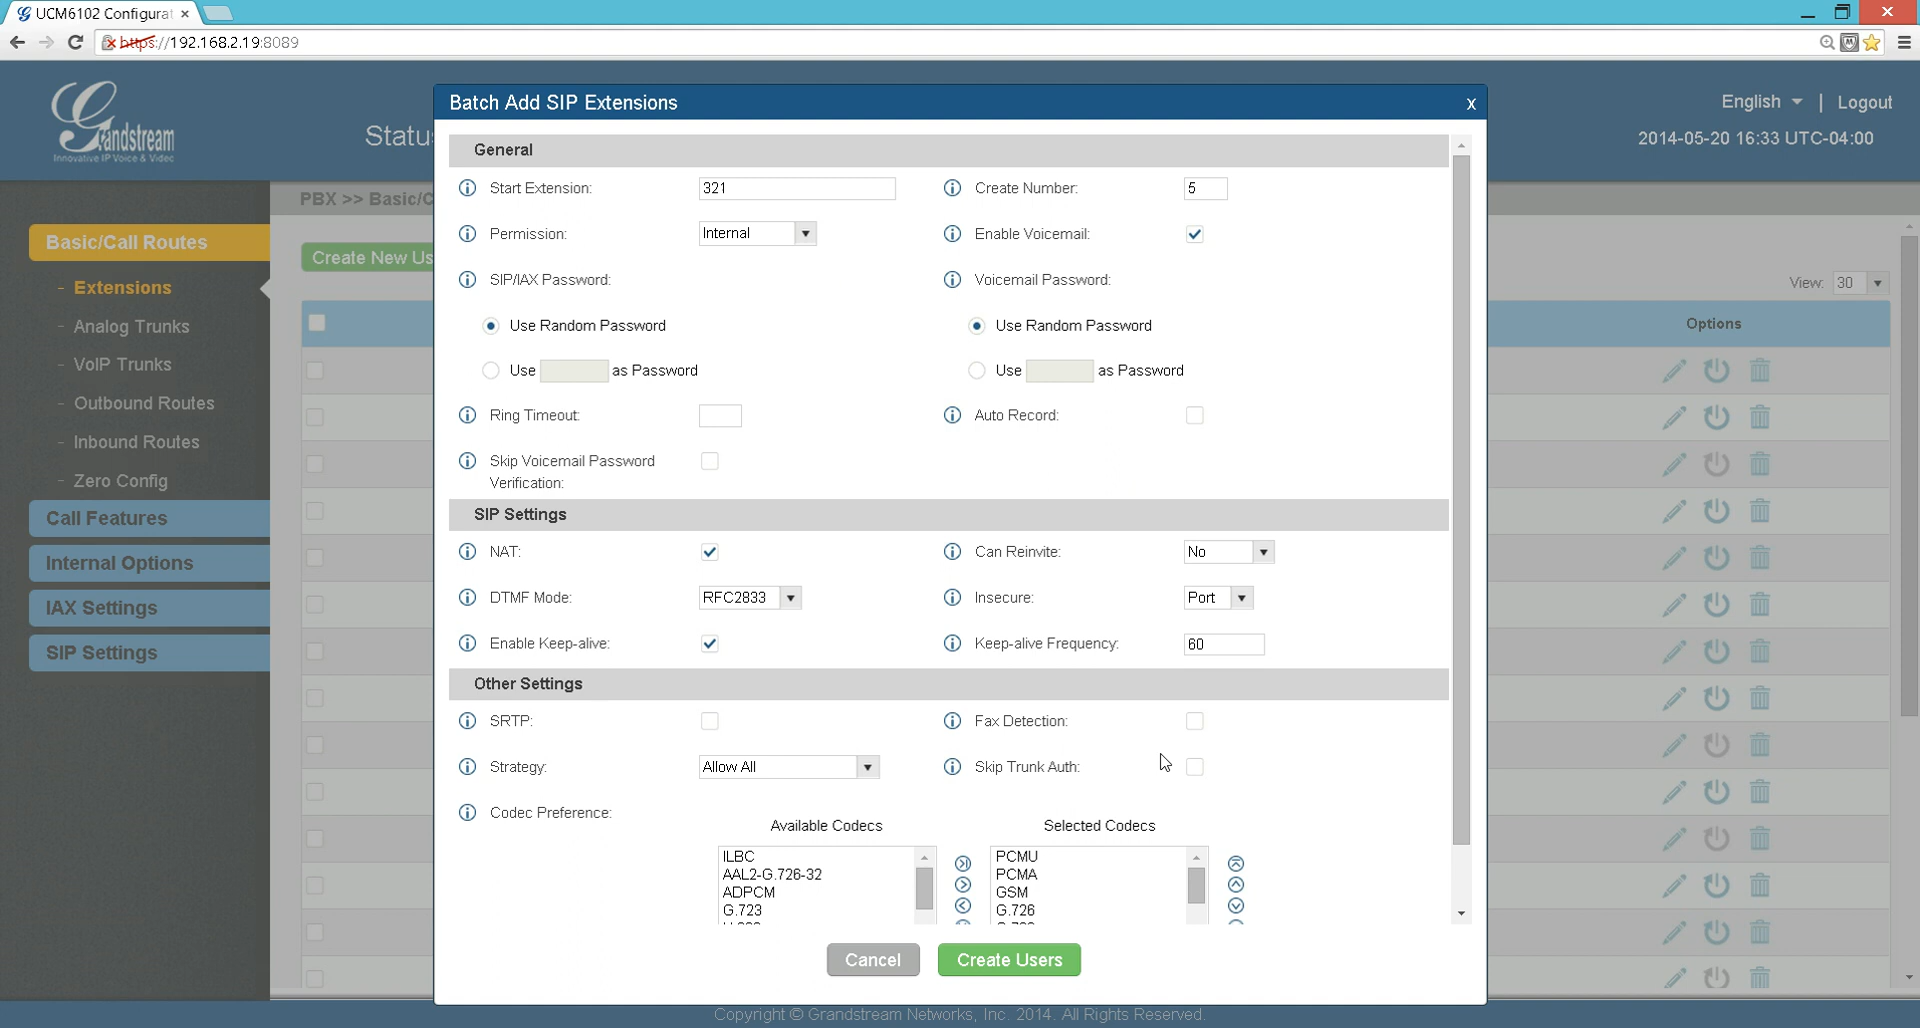 UCM6102 Configurat
https://192.168.2.19:8089
Grandstream
Innovative IP Voice & Video
Statu
English | Logout
2014-05-20 16:33 UTC-04:00
Batch Add SIP Extensions
X
PBX >> Basic/C
Basic/Call Routes
- Extensions
- Analog Trunks
- VoIP Trunks
- Outbound Routes
- Inbound Routes
- Zero Config
Call Features
Internal Options
IAX Settings
SIP Settings
Create New Us
View: 30
Options
General
Start Extension: 321
Create Number: 5
Permission: Internal
Enable Voicemail:
SIP/IAX Password:
Voicemail Password:
Use Random Password
Use Random Password
Use as Password
Use as Password
Ring Timeout:
Auto Record:
Skip Voicemail Password
Verification:
SIP Settings
NAT:
Can Reinvite: No
DTMF Mode: RFC2833
Insecure: Port
Enable Keep-alive:
Keep-alive Frequency: 60
Other Settings
SRTP:
Fax Detection:
Strategy: Allow All
Skip Trunk Auth:
Codec Preference:
Available Codecs
Selected Codecs
ILBC
AAL2-G.726-32
ADPCM
G.723
PCMU
PCMA
GSM
G.726
Cancel
Create Users
Copyright © Grandstream Networks, Inc. 2014. All Rights Reserved.